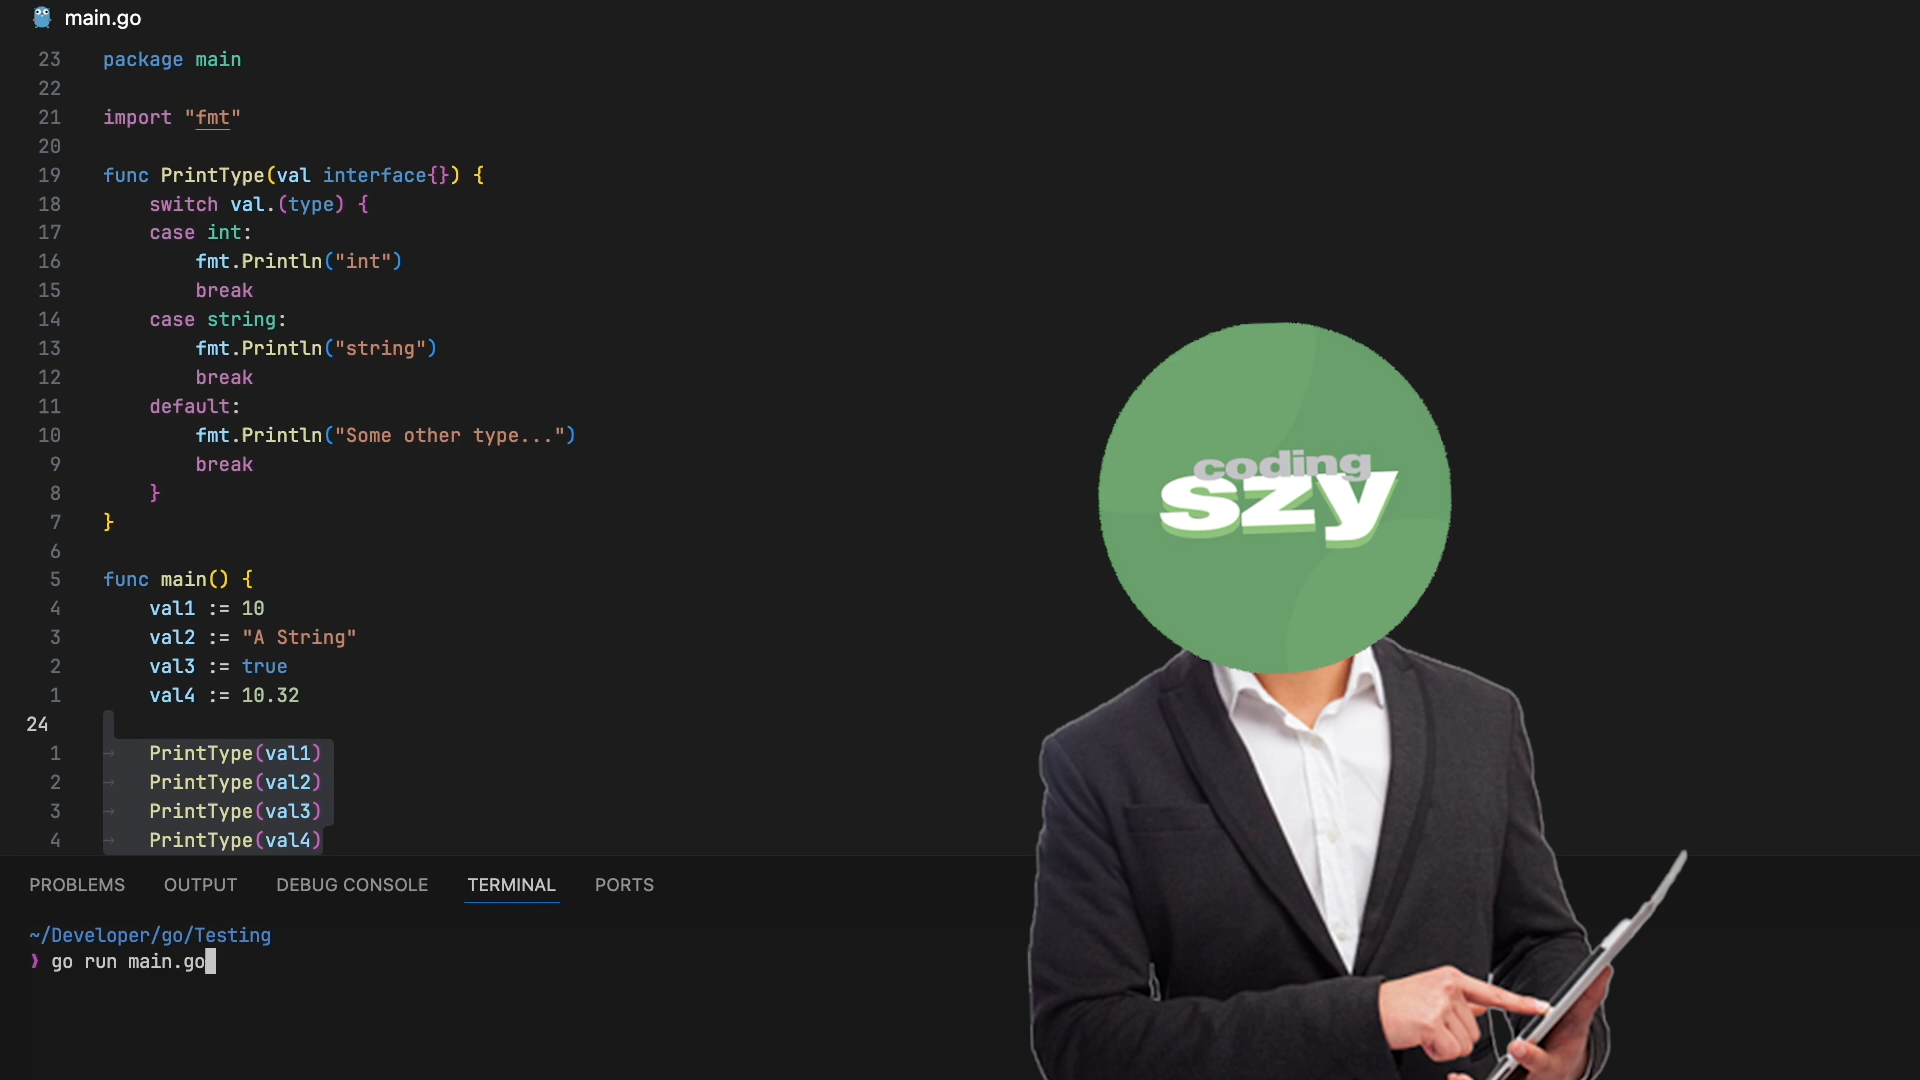 main.go
23 package main
22
21 import "fmt"
20
19 func PrintType(val interface{}) {
18     switch val.(type) {
17     case int:
16         fmt.Println("int")
15         break
14     case string:
13         fmt.Println("string")
12         break
11     default:
10         fmt.Println("Some other type...")
9         break
8     }
7 }
6
5 func main() {
4     val1 := 10
3     val2 := "A String"
2     val3 := true
1     val4 := 10.32
24
1 →    PrintType(val1)
2 →    PrintType(val2)
3 →    PrintType(val3)
4 →    PrintType(val4)
coding
szy
PROBLEMS OUTPUT DEBUG CONSOLE TERMINAL PORTS
~/Developer/go/Testing
❯ go run main.go